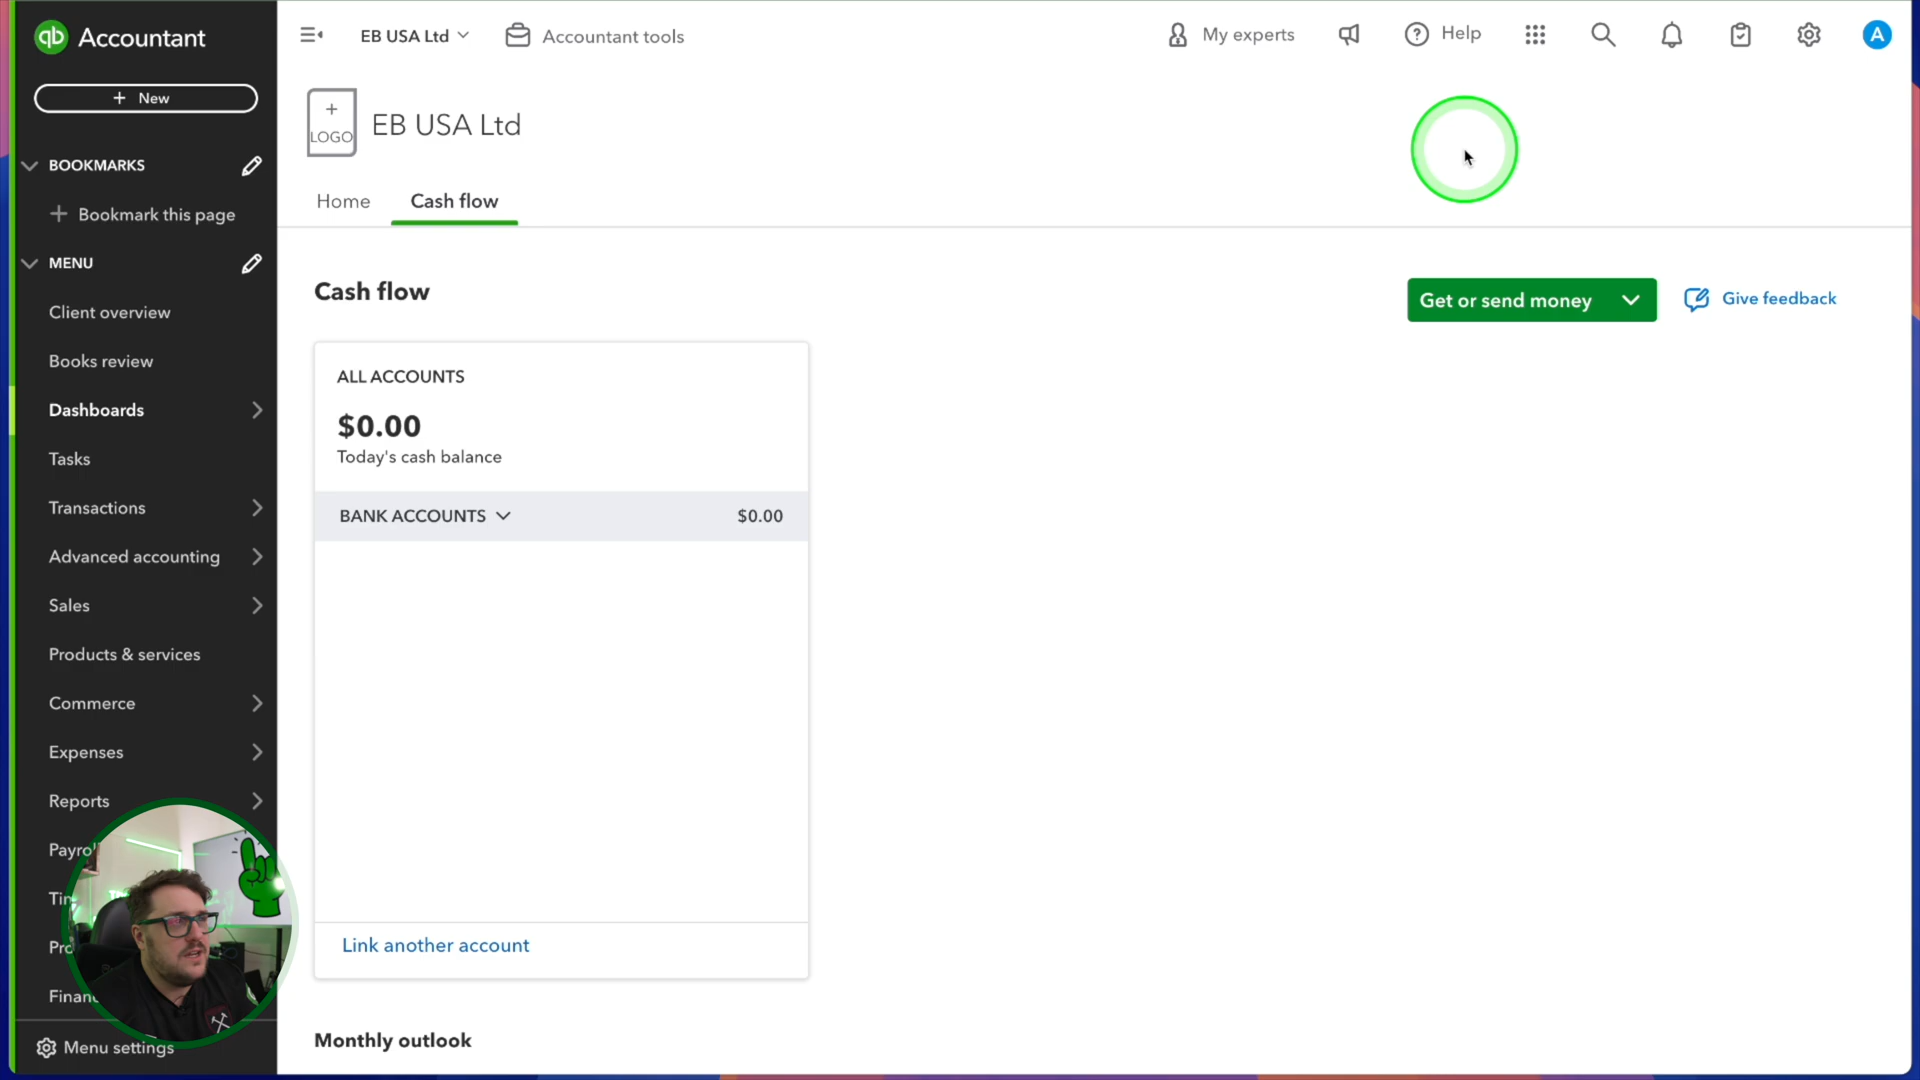 qb Accountant
+ New
BOOKMARKS
Bookmark this page
MENU
Client overview
Books review
Dashboards
Tasks
Transactions
Advanced accounting
Sales
Products & services
Commerce
Expenses
Reports
Menu settings
EB USA Ltd
Accountant tools
My experts
Help
A
+
LOGO
EB USA Ltd
Home
Cash flow
Cash flow
Get or send money
Give feedback
ALL ACCOUNTS
$0.00
Today's cash balance
BANK ACCOUNTS
$0.00
Link another account
Monthly outlook